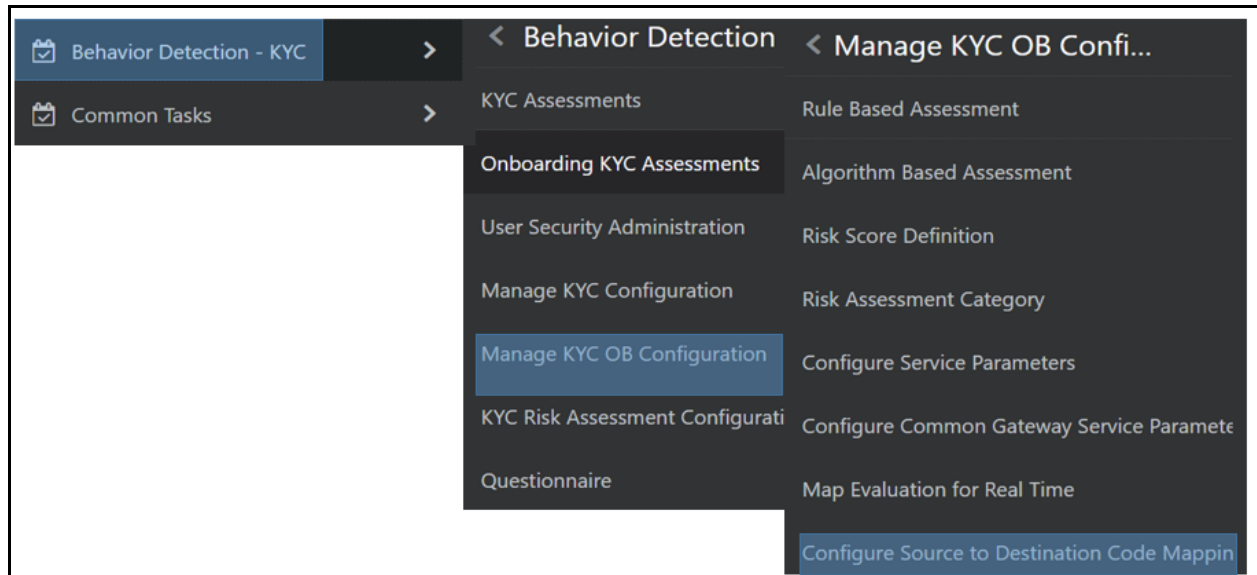 Behavior Detection - KYC
Common Tasks
Behavior Detection
KYC Assessments
Onboarding KYC Assessments
User Security Administration
Manage KYC Configuration
Manage KYC OB Configuration
KYC Risk Assessment Configurati
Questionnaire
Manage KYC OB Confi...
Rule Based Assessment
Algorithm Based Assessment
Risk Score Definition
Risk Assessment Category
Configure Service Parameters
Configure Common Gateway Service Paramete
Map Evaluation for Real Time
Configure Source to Destination Code Mappin